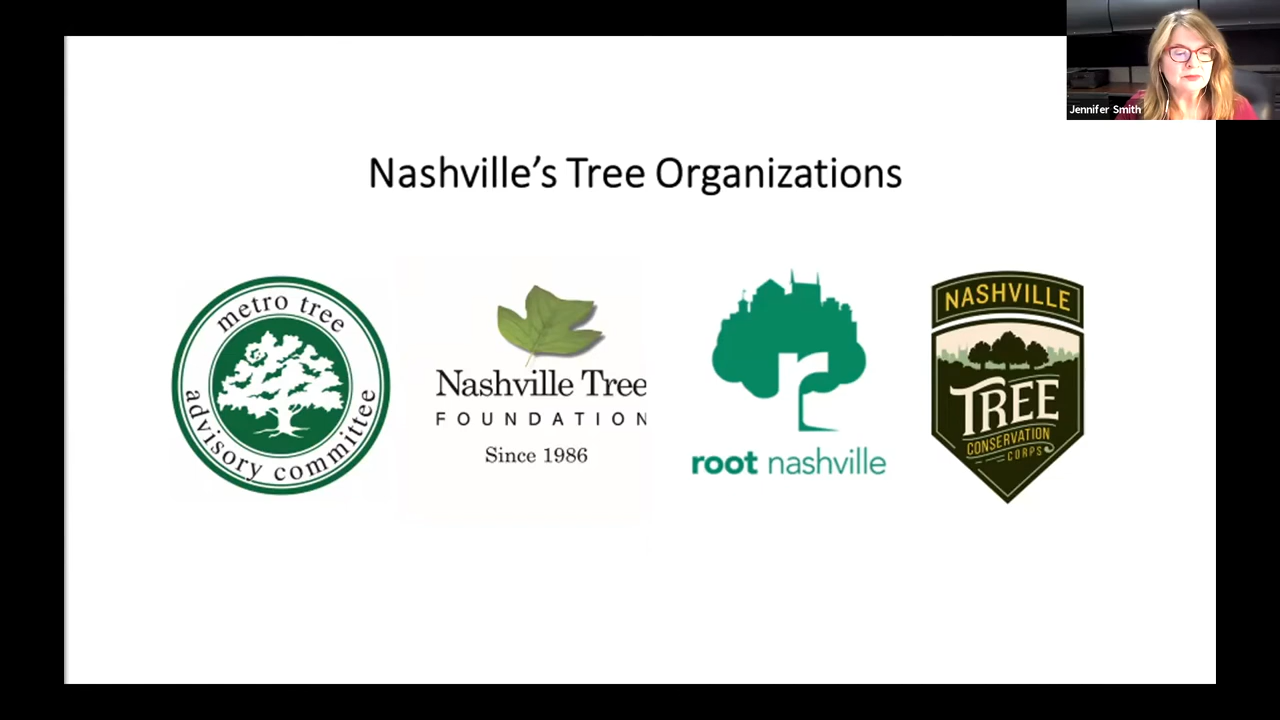 Jennifer Smith
Nashville's Tree Organizations
metro tree
advisory committee
Nashville Tree
FOUNDATION
Since 1986
r
root nashville
NASHVILLE
TREE
CONSERVATION
CORPS